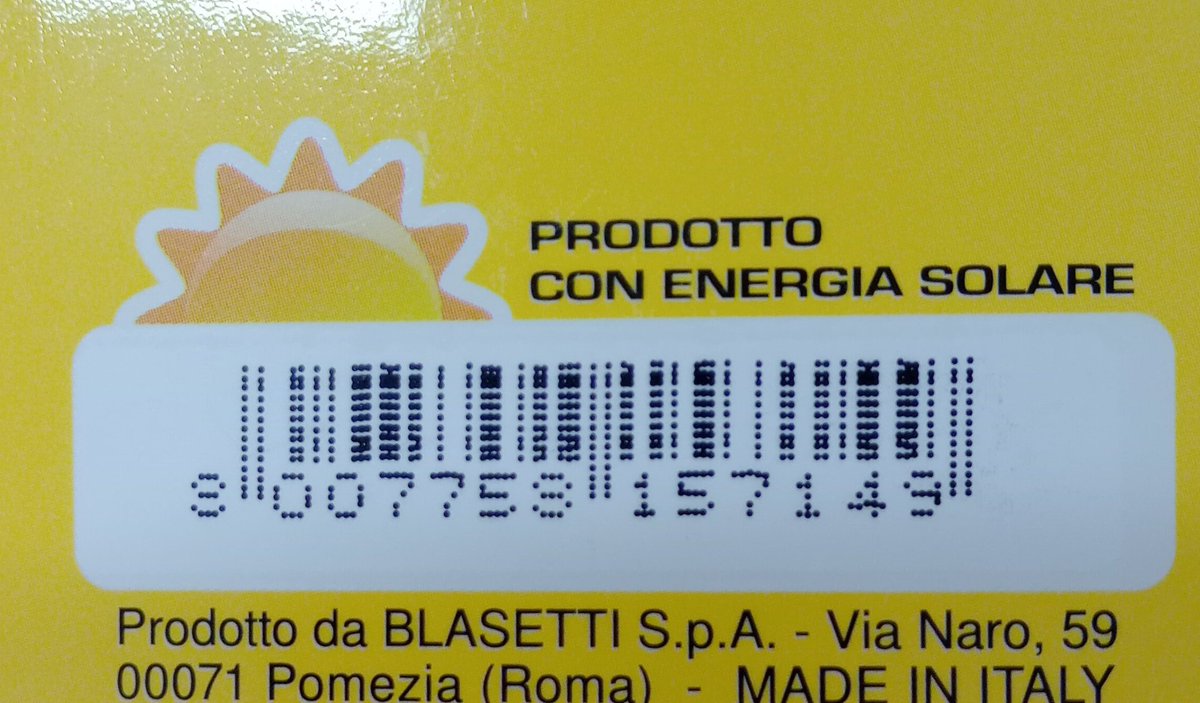 PRODOTTO
CON ENERGIA SOLARE
8 007758 157149
Prodotto da BLASETTI S.p.A. - Via Naro, 59
00071 Pomezia (Roma) - MADE IN ITALY